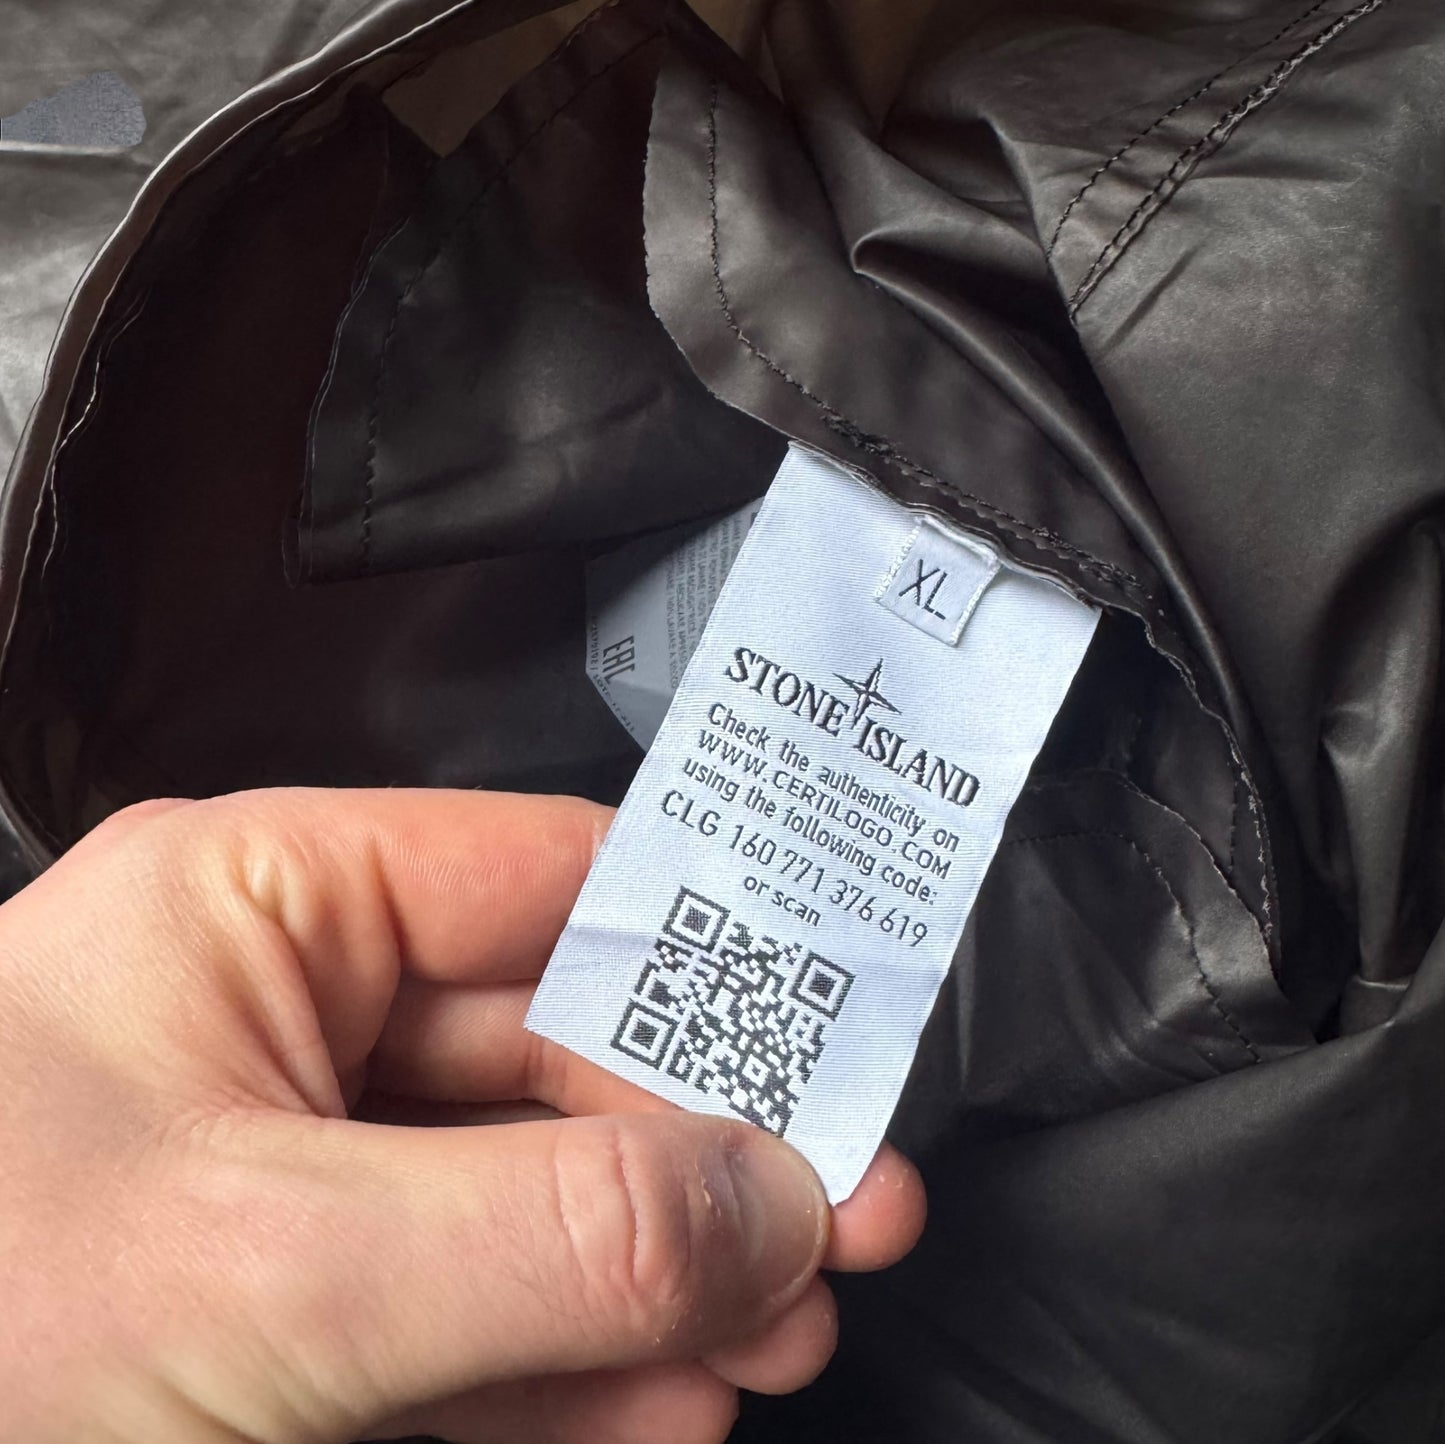 XL
STONE ISLAND
Check the authenticity on
WWW.CERTILOGO.COM
using the following code:
CLG 160 771 376 619
or scan
EAC